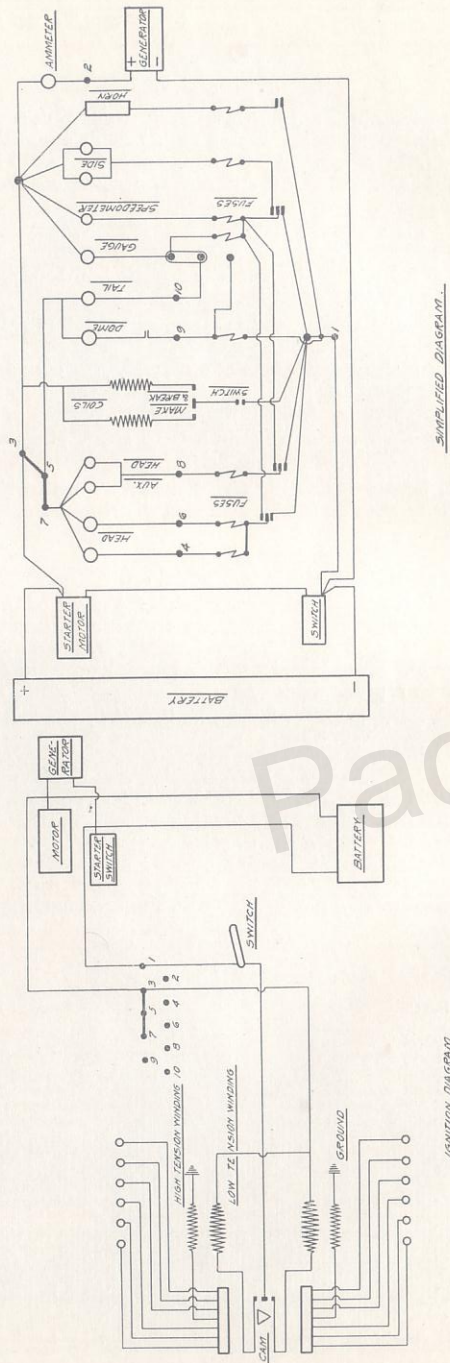 AMMETER
2
+ GENERATOR -
HORN
SIDE
SPEEDOMETER
GAUGE
FUSES
TAIL
10
DOME
9
COILS
MAKE
& BREAK
SWITCH
1
3
5
7
AUX.
HEAD
8
HEAD
6
4
FUSES
STARTER
MOTOR
SWITCH
+ BATTERY -
SIMPLIFIED DIAGRAM.
GENE-
RATOR
MOTOR
STARTER
SWITCH
BATTERY
SWITCH
1
3
5
7
9
2
4
6
8
10
HIGH TENSION WINDING
LOW TENSION WINDING
GROUND
CAM
IGNITION DIAGRAM
Pac